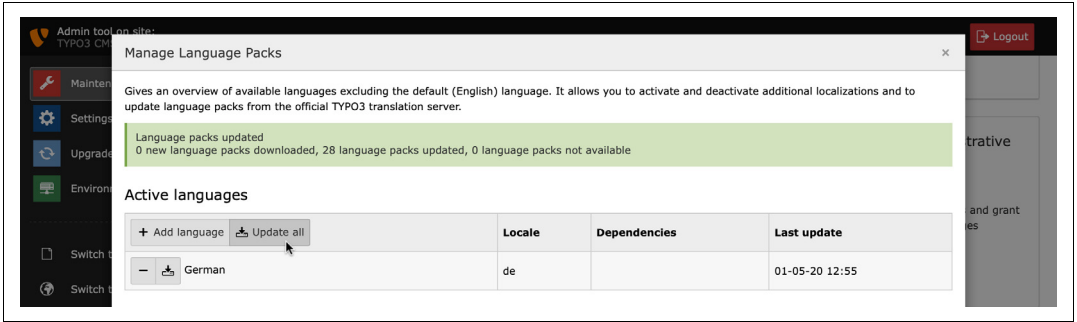 Admin tool on site:
TYPO3 CM
Logout
Manage Language Packs
×
Mainten
Gives an overview of available languages excluding the default (English) language. It allows you to activate and deactivate additional localizations and to
update language packs from the official TYPO3 translation server.
Settings
Language packs updated
0 new language packs downloaded, 28 language packs updated, 0 language packs not available
Upgrade
trative
Environ
Active languages
and grant
+ Add language Update all Locale Dependencies Last update
Switch t
German de 01-05-20 12:55
Switch t